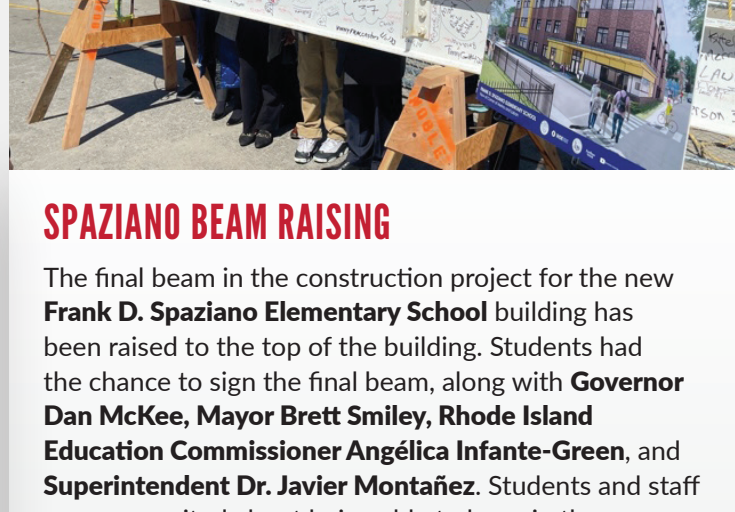 NOBLE
SPAZIANO BEAM RAISING
The final beam in the construction project for the new
Frank D. Spaziano Elementary School building has
been raised to the top of the building. Students had
the chance to sign the final beam, along with Governor
Dan McKee, Mayor Brett Smiley, Rhode Island
Education Commissioner Angélica Infante-Green, and
Superintendent Dr. Javier Montañez. Students and staff